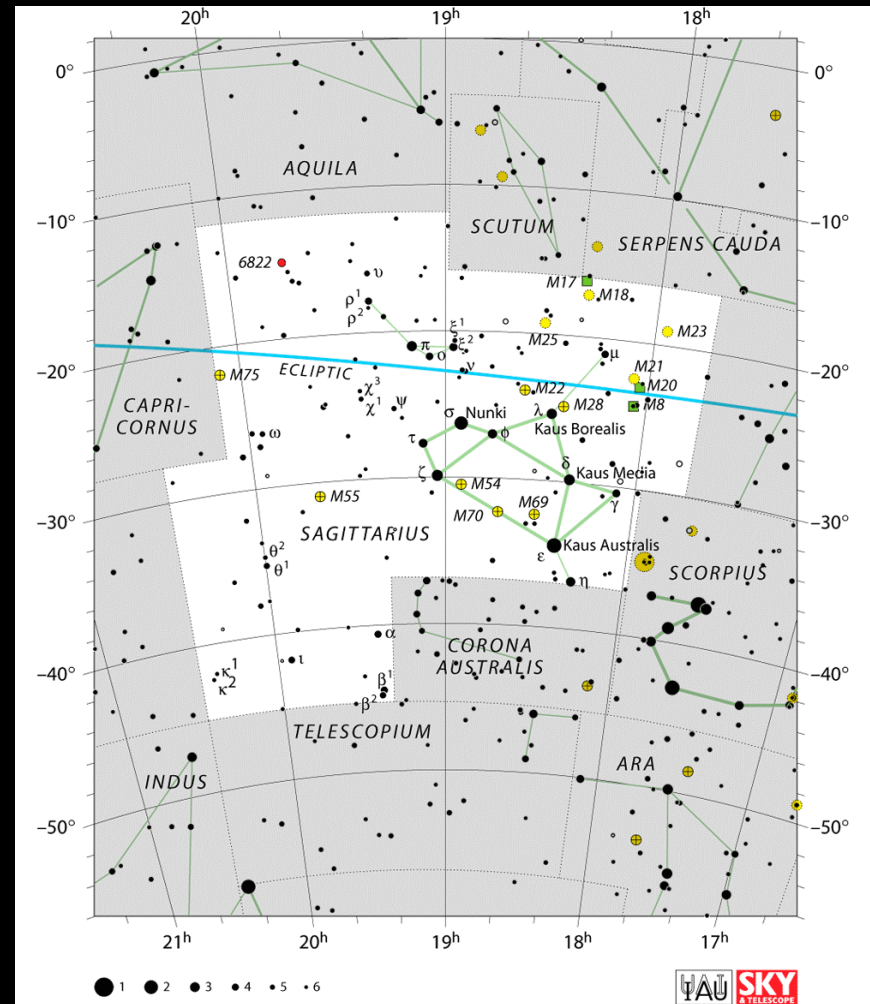 20h 19h 18h
0° 0°
AQUILA
SCUTUM
–10° –10°
SERPENS CAUDA
6822
υ
M17
M18
ρ1
ρ2
ξ1
M23
M25
π
ο
ξ2
μ
–20° –20°
ECLIPTIC
ν
M21
M75
M22
M20
χ3
χ1
ψ
M28
M8
CAPRI-
CORNUS
σ Nunki
λ
Kaus Borealis
ω
τ
φ
ζ
δ
Kaus Media
M54
M55
M70
M69
γ
–30° –30°
SAGITTARIUS
ε
Kaus Australis
θ2
θ1
SCORPIUS
η
α
CORONA
AUSTRALIS
–40° –40°
κ1
κ2
ι
β1
β2
TELESCOPIUM
ARA
INDUS
–50° –50°
21h 20h 19h 18h 17h
1 2 3 4 5 6
IAU
SKY
& TELESCOPE